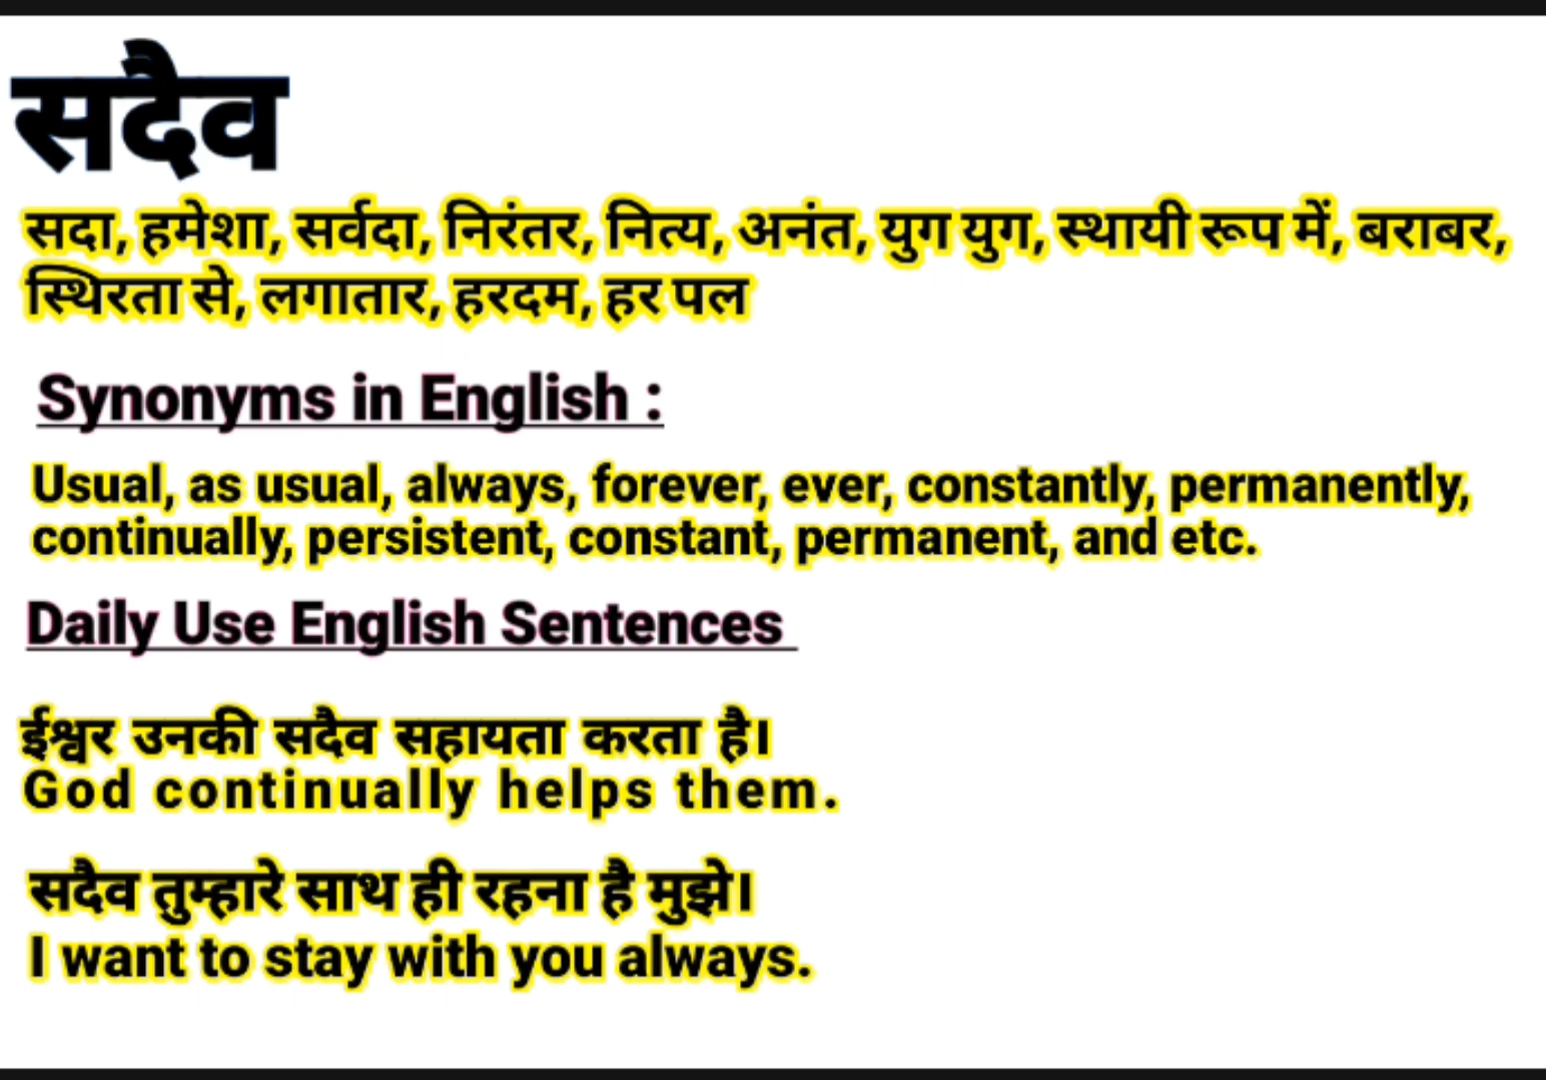 सदैव
सदा, हमेशा, सर्वदा, निरंतर, नित्य, अनंत, युग युग, स्थायी रूप में, बराबर,
स्थिरता से, लगातार, हरदम, हर पल
Synonyms in English :
Usual, as usual, always, forever, ever, constantly, permanently,
continually, persistent, constant, permanent, and etc.
Daily Use English Sentences
ईश्वर उनकी सदैव सहायता करता है।
God continually helps them.
सदैव तुम्हारे साथ ही रहना है मुझे।
I want to stay with you always.